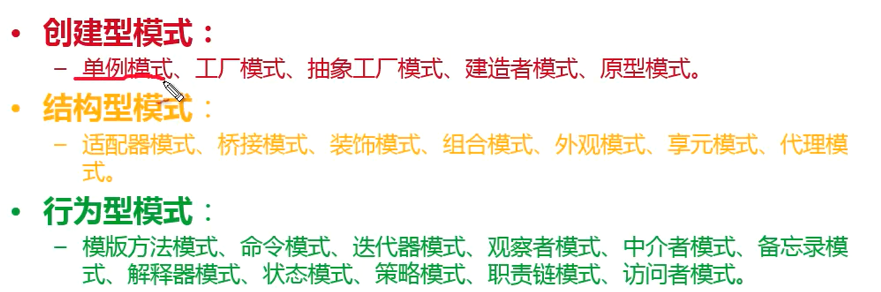 • 创建型模式：
– 单例模式、工厂模式、抽象工厂模式、建造者模式、原型模式。
• 结构型模式：
– 适配器模式、桥接模式、装饰模式、组合模式、外观模式、享元模式、代理模
式。
• 行为型模式：
– 模版方法模式、命令模式、迭代器模式、观察者模式、中介者模式、备忘录模
式、解释器模式、状态模式、策略模式、职责链模式、访问者模式。